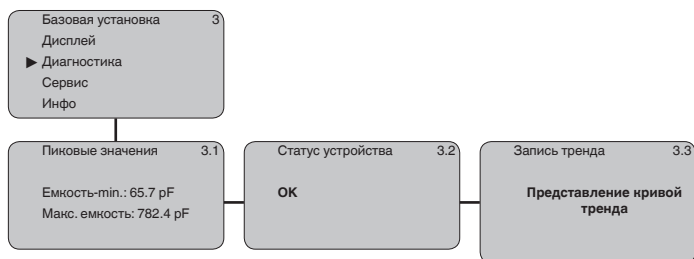 Базовая установка 3
Дисплей
▶ Диагностика
Сервис
Инфо
Пиковые значения 3.1
Емкость-min.: 65.7 pF
Макс. емкость: 782.4 pF
Статус устройства 3.2
OK
Запись тренда 3.3
Представление кривой
тренда